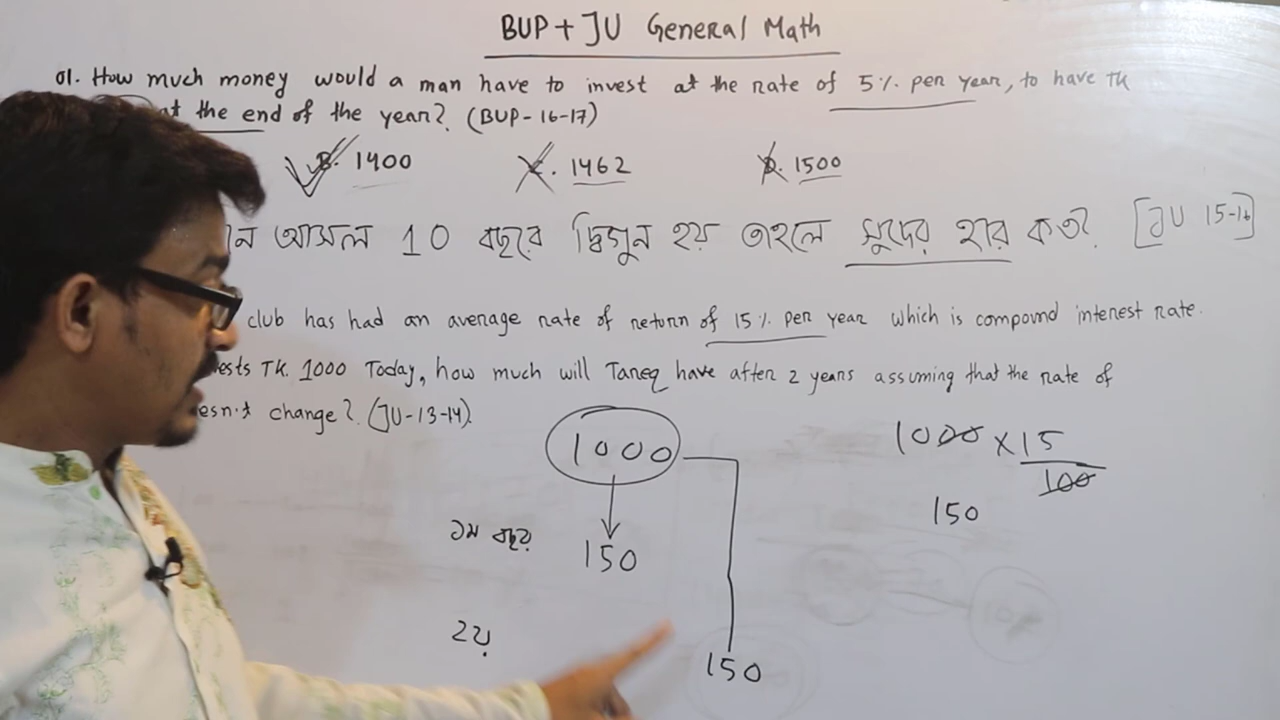 BUP + JU General Math
01. How much money would a man have to invest at the rate of 5% per year, to have TK
at the end of the year? (BUP-16-17)
B. 1400 C. 1462 D. 1500
আসল 10 বছরে দ্বিগুন হয় তাহলে সুদের হার কত? [JU 15-16]
club has had an average rate of return of 15% per year which is compound interest rate.
TK. 1000 Today, how much will Tareq have after 2 years assuming that the rate of
change? (JU-13-14).
1000 1000 × 15
100
150
১ম বছর 150
২য় 150